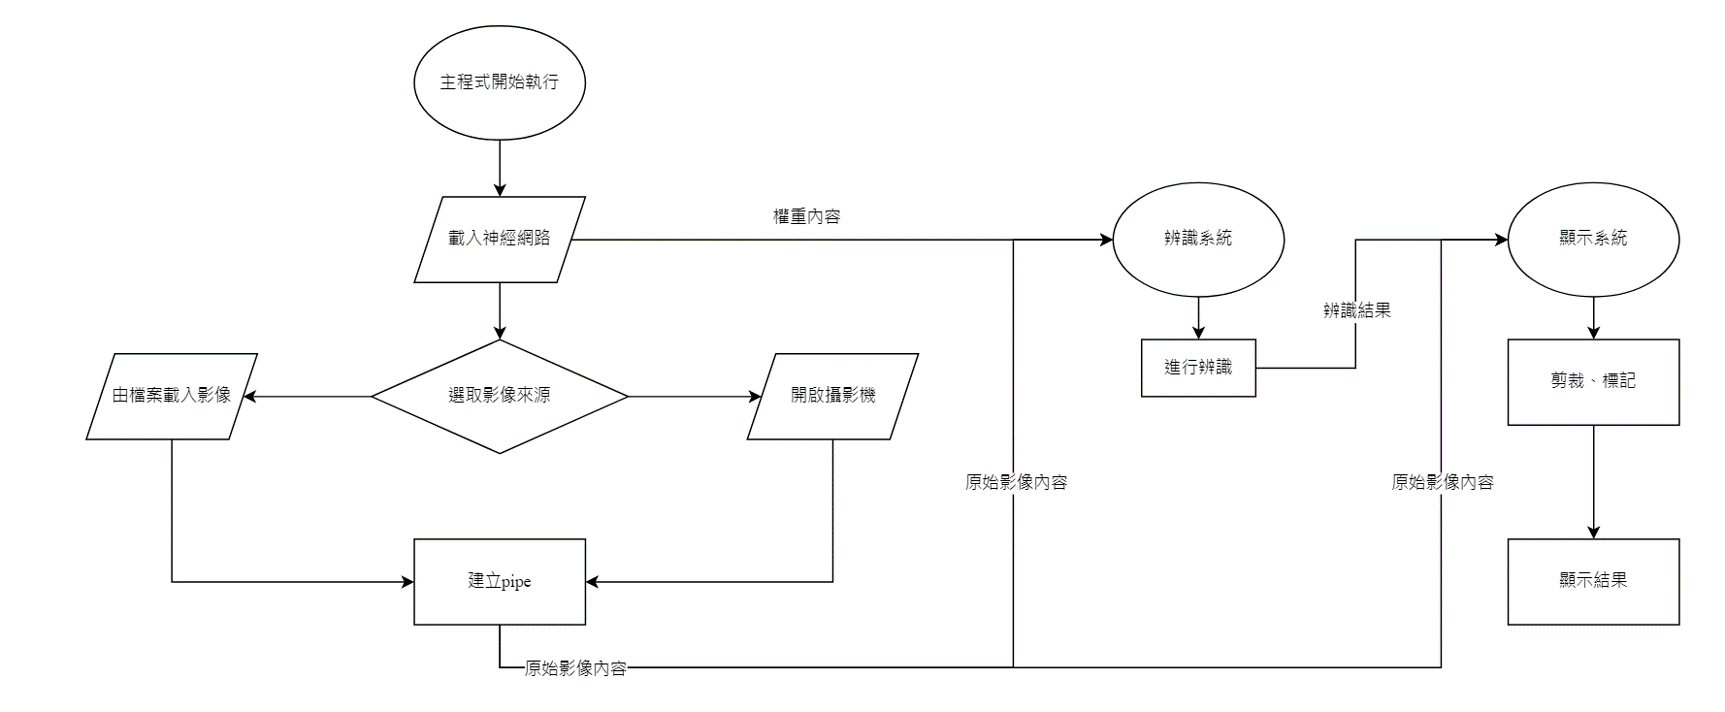 主程式開始執行
載入神經網路
權重內容
辨識系統
顯示系統
辨識結果
由檔案載入影像
選取影像來源
開啟攝影機
進行辨識
剪裁、標記
原始影像內容
原始影像內容
建立pipe
顯示結果
原始影像內容